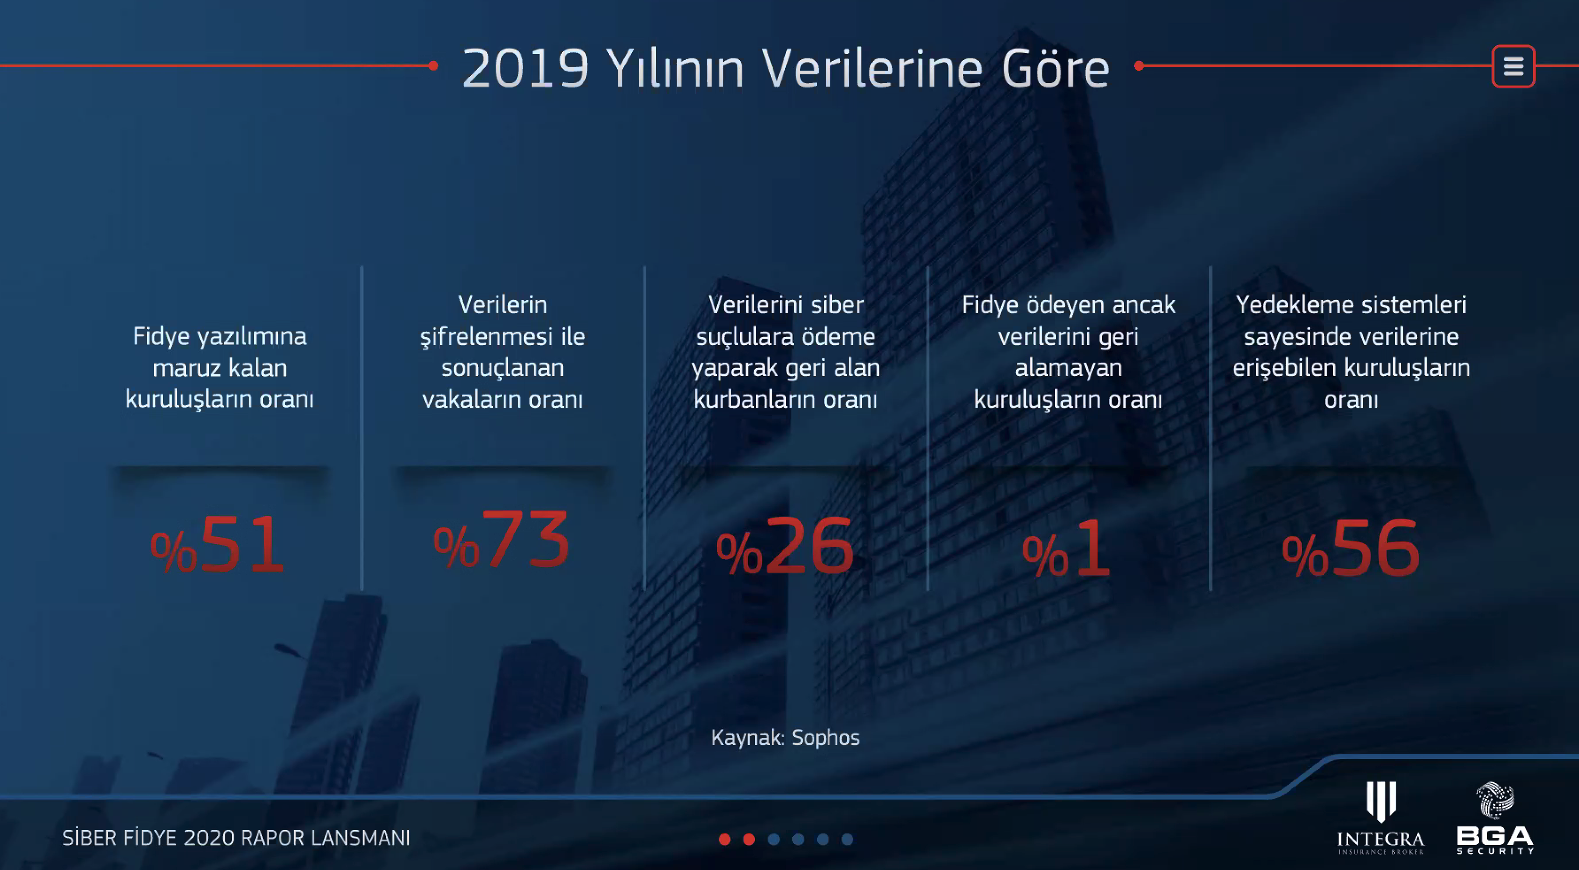 2019 Yılının Verilerine Göre
Fidye yazılımına
maruz kalan
kuruluşların oranı
%51
Verilerin
şifrelenmesi ile
sonuçlanan
vakaların oranı
%73
Verilerini siber
suçlulara ödeme
yaparak geri alan
kurbanların oranı
%26
Fidye ödeyen ancak
verilerini geri
alamayan
kuruluşların oranı
%1
Yedekleme sistemleri
sayesinde verilerine
erişebilen kuruluşların
oranı
%56
Kaynak: Sophos
SİBER FİDYE 2020 RAPOR LANSMANI
INTEGRA
INSURANCE BROKER
BGA
SECURITY